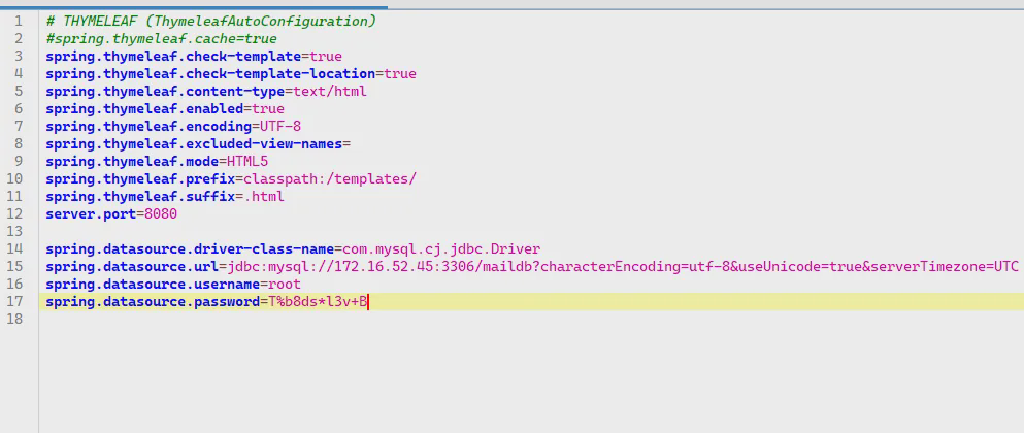 1 # THYMELEAF (ThymeleafAutoConfiguration)
2 #spring.thymeleaf.cache=true
3 spring.thymeleaf.check-template=true
4 spring.thymeleaf.check-template-location=true
5 spring.thymeleaf.content-type=text/html
6 spring.thymeleaf.enabled=true
7 spring.thymeleaf.encoding=UTF-8
8 spring.thymeleaf.excluded-view-names=
9 spring.thymeleaf.mode=HTML5
10 spring.thymeleaf.prefix=classpath:/templates/
11 spring.thymeleaf.suffix=.html
12 server.port=8080
13
14 spring.datasource.driver-class-name=com.mysql.cj.jdbc.Driver
15 spring.datasource.url=jdbc:mysql://172.16.52.45:3306/maildb?characterEncoding=utf-8&useUnicode=true&serverTimezone=UTC
16 spring.datasource.username=root
17 spring.datasource.password=T%b8ds*l3v+B
18